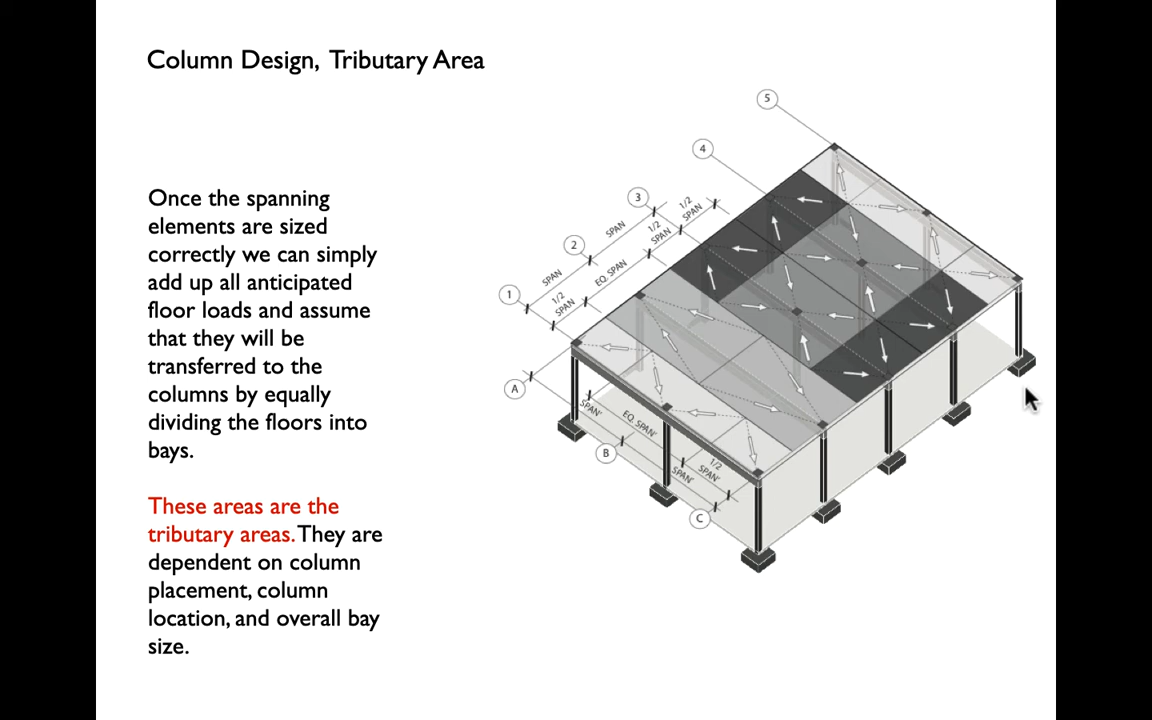 Column Design, Tributary Area
Once the spanning
elements are sized
correctly we can simply
add up all anticipated
floor loads and assume
that they will be
transferred to the
columns by equally
dividing the floors into
bays.
These areas are the
tributary areas. They are
dependent on column
placement, column
location, and overall bay
size.
5
4
3
2
1
1/2
SPAN
1/2
SPAN
SPAN
SPAN
EQ. SPAN
1/2
SPAN
A
B
C
SPAN'
EQ. SPAN'
1/2
SPAN'
SPAN'